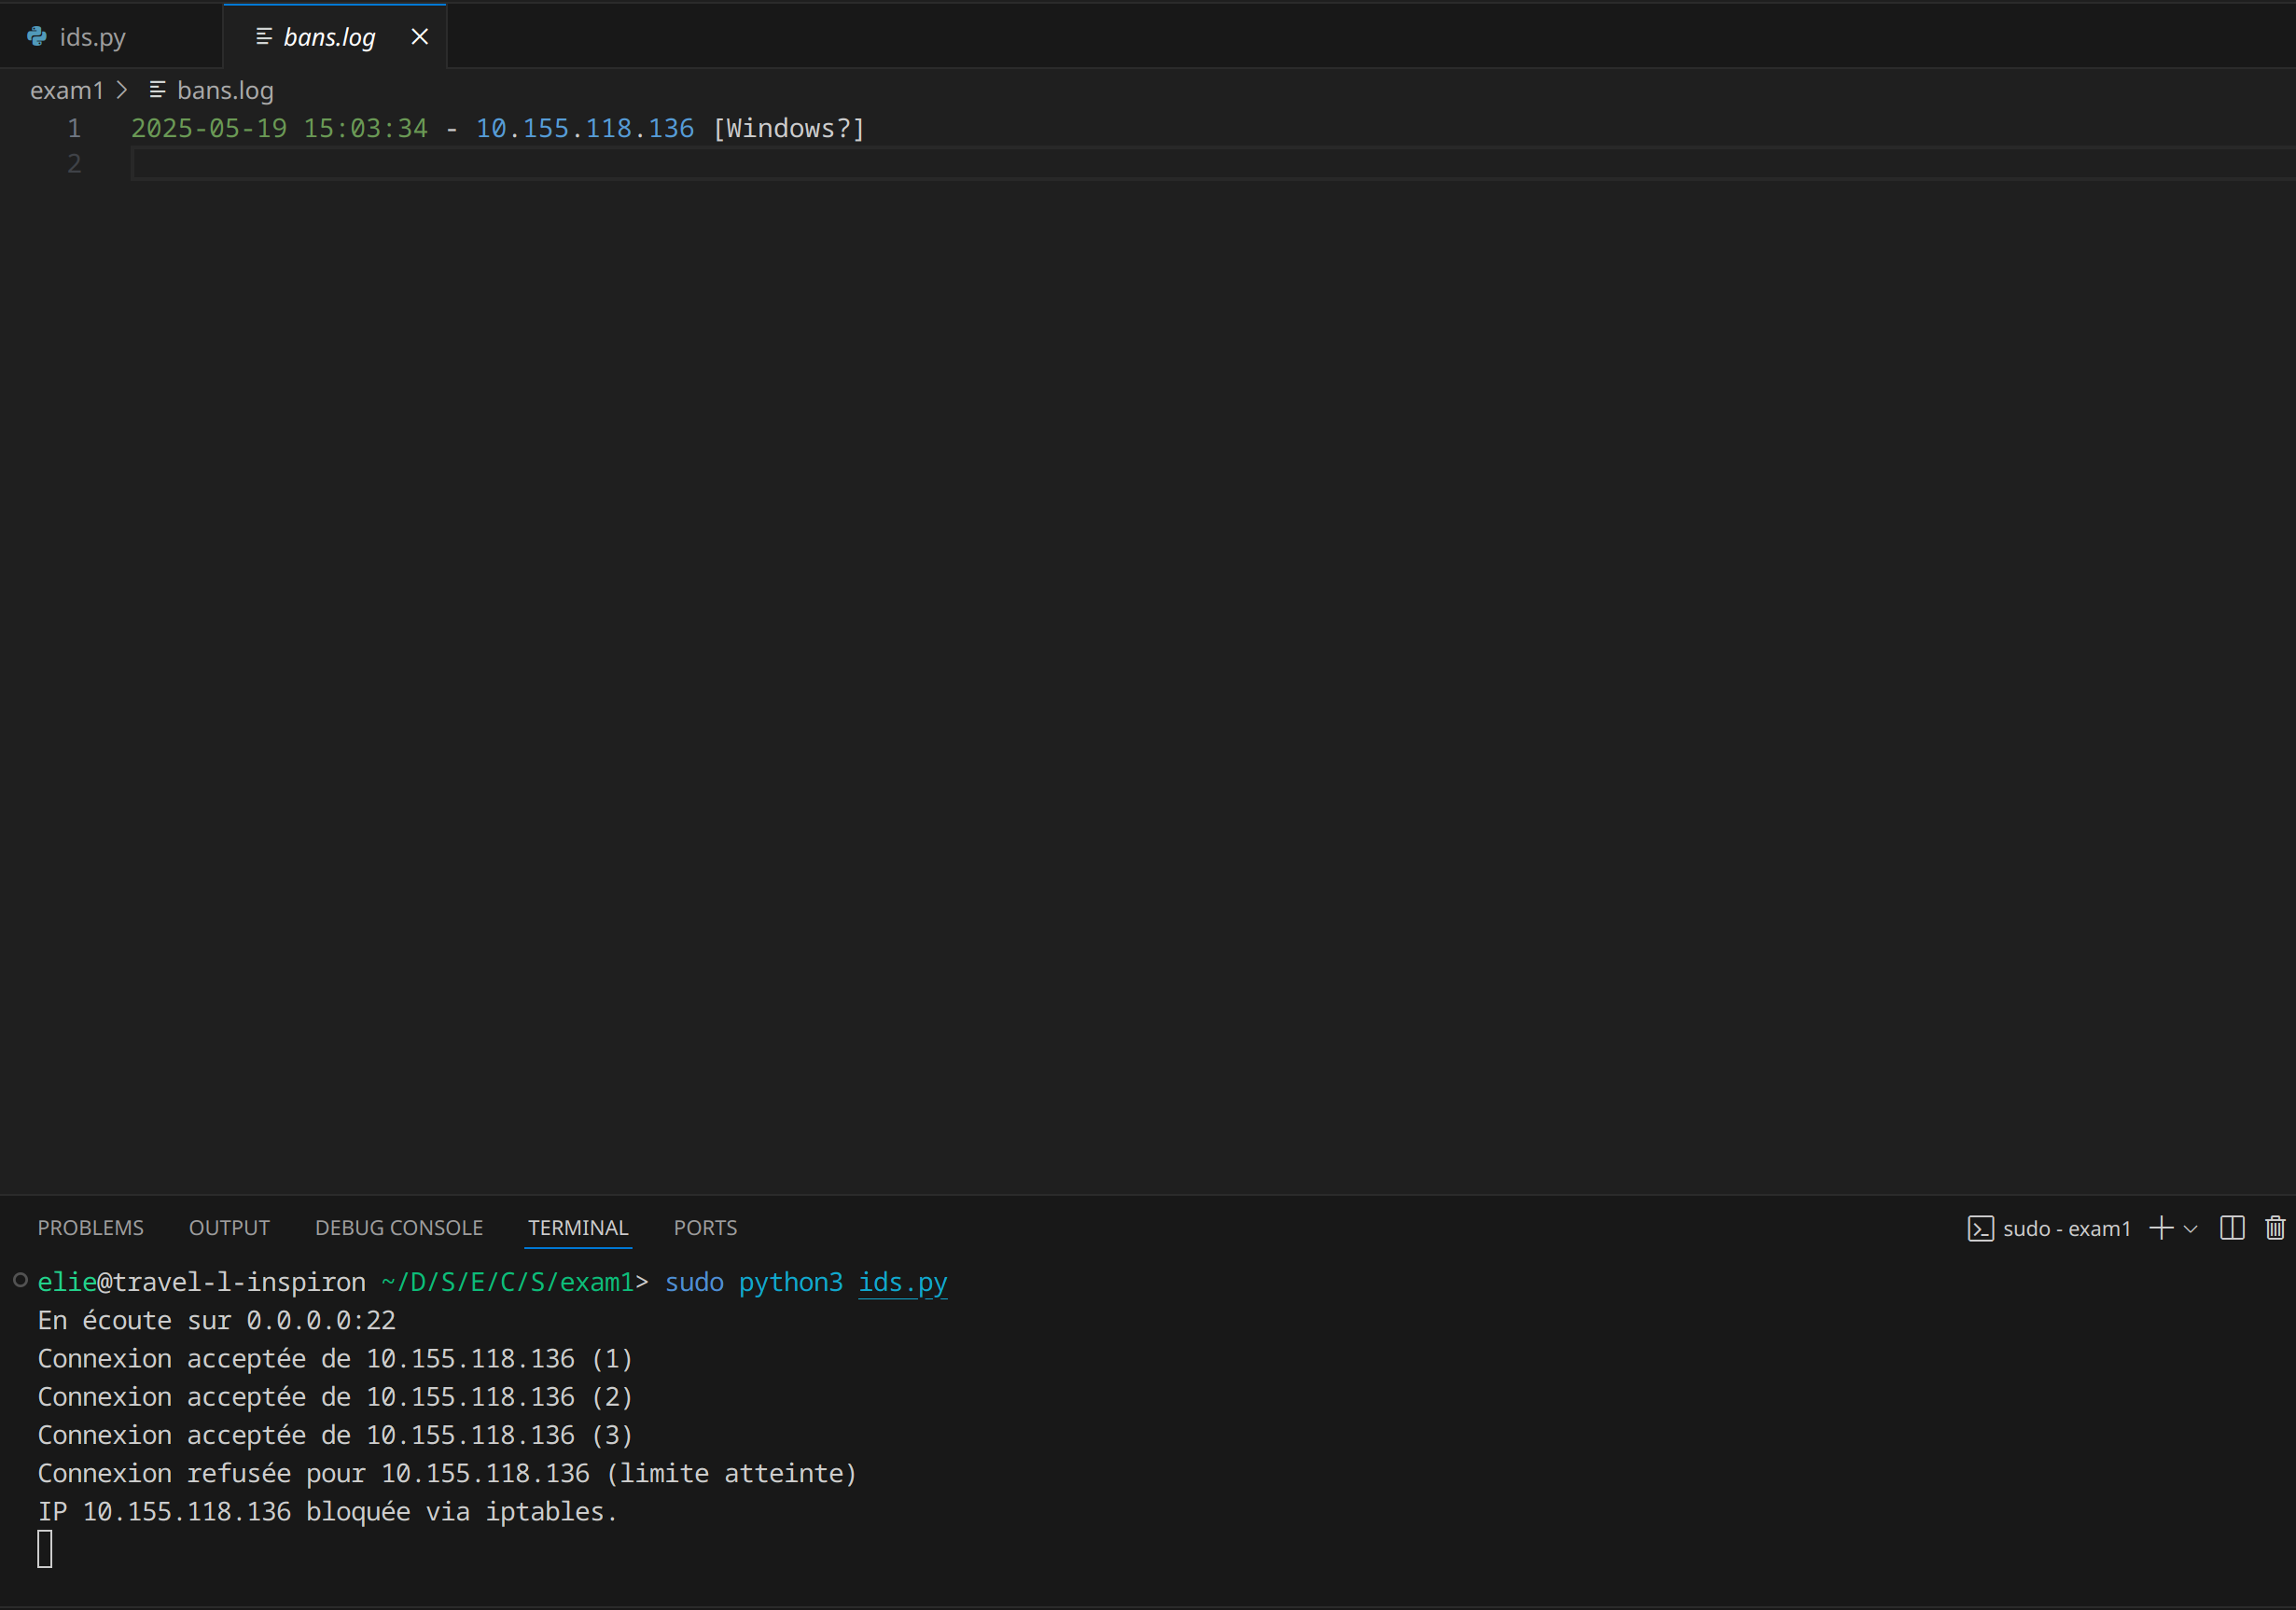 ids.py bans.log
exam1 > bans.log
1 2025-05-19 15:03:34 - 10.155.118.136 [Windows?]
2
PROBLEMS OUTPUT DEBUG CONSOLE TERMINAL PORTS sudo - exam1
elie@travel-l-inspiron ~/D/S/E/C/S/exam1> sudo python3 ids.py
En écoute sur 0.0.0.0:22
Connexion acceptée de 10.155.118.136 (1)
Connexion acceptée de 10.155.118.136 (2)
Connexion acceptée de 10.155.118.136 (3)
Connexion refusée pour 10.155.118.136 (limite atteinte)
IP 10.155.118.136 bloquée via iptables.